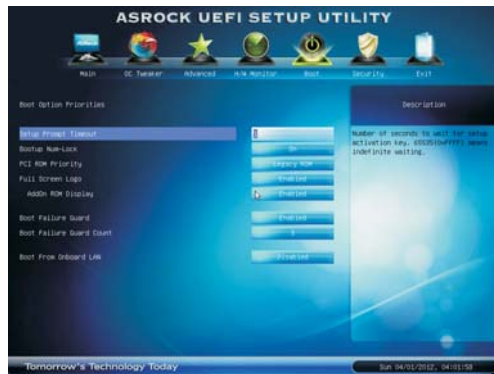 ASROCK UEFI SETUP UTILITY
Main OC Tweaker Advanced H/W Monitor Boot Security Exit
Boot Option Priorities
Description
Setup Prompt Timeout 1
Number of seconds to wait for setup
activation key. 65535(0xFFFF) means
indefinite waiting.
Bootup Num-Lock On
PCI ROM Priority Legacy ROM
Full Screen Logo Enabled
AddOn ROM Display Enabled
Boot Failure Guard Enabled
Boot Failure Guard Count 3
Boot From Onboard LAN Disabled
Tomorrow's Technology Today
Sun 04/01/2012, 04:01:58